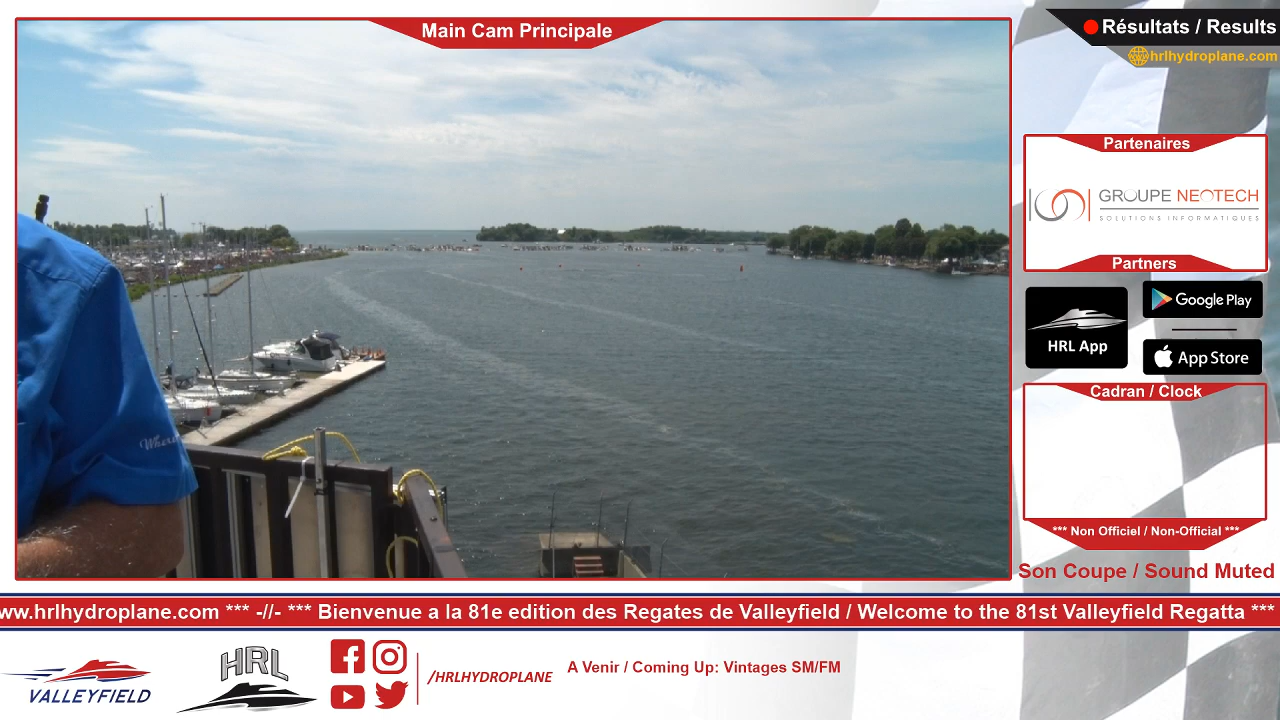 Main Cam Principale
Résultats / Results
hrlhydroplane.com
Partenaires
GROUPE NEOTECH
SOLUTIONS INFORMATIQUES
Partners
HRL App
Google Play
App Store
Cadran / Clock
*** Non Officiel / Non-Official ***
Son Coupe / Sound Muted
ww.hrlhydroplane.com *** -//- *** Bienvenue a la 81e edition des Regates de Valleyfield / Welcome to the 81st Valleyfield Regatta ***
VALLEYFIELD
HRL
/HRLHYDROPLANE
A Venir / Coming Up: Vintages SM/FM